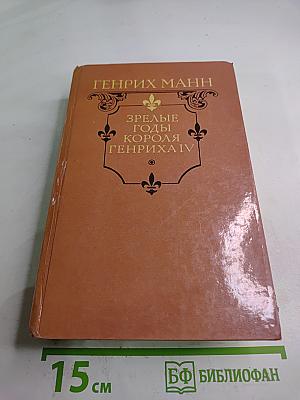 ГЕНРИХ МАНН
ЗРЕЛЫЕ
ГОДЫ
КОРОЛЯ
ГЕНРИХА IV
15 см
БФ БИБЛИОФАН